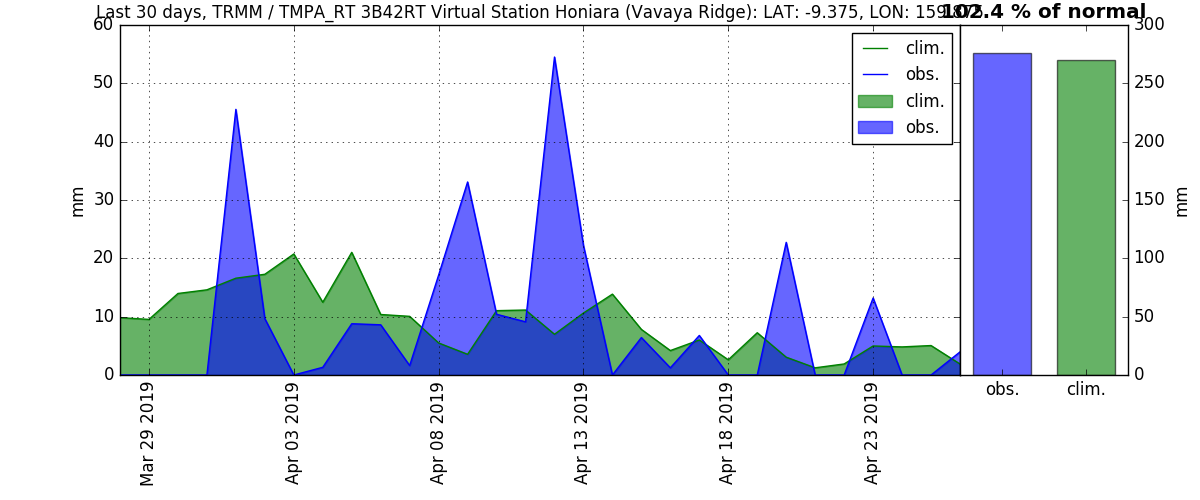 Last 30 days, TRMM / TMPA_RT 3B42RT Virtual Station Honiara (Vavaya Ridge): LAT: -9.375, LON: 159.875
102.4 % of normal
60
50
40
30
20
10
0
mm
clim.
obs.
clim.
obs.
Mar 29 2019
Apr 03 2019
Apr 08 2019
Apr 13 2019
Apr 18 2019
Apr 23 2019
300
250
200
150
100
50
0
mm
obs.
clim.